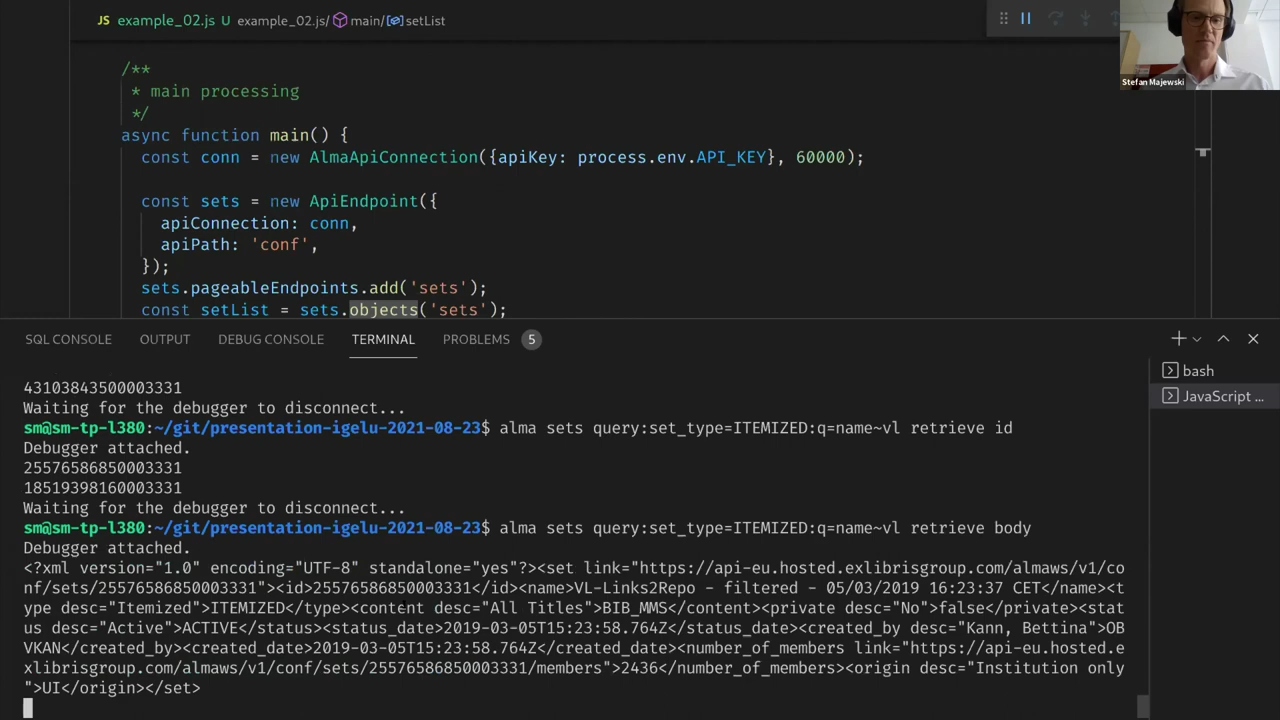 JS example_02.js U example_02.js/ main/ setList
Stefan Majewski
/**
* main processing
*/
async function main() {
const conn = new AlmaApiConnection({apiKey: process.env.API_KEY}, 60000);
const sets = new ApiEndpoint({
apiConnection: conn,
apiPath: 'conf',
});
sets.pageableEndpoints.add('sets');
const setList = sets.objects('sets');
SQL CONSOLE OUTPUT DEBUG CONSOLE TERMINAL PROBLEMS 5
bash
JavaScript ...
43103843500003331
Waiting for the debugger to disconnect...
sm@sm-tp-l380:~/git/presentation-igelu-2021-08-23$ alma sets query:set_type=ITEMIZED:q=name~vl retrieve id
Debugger attached.
25576586850003331
18519398160003331
Waiting for the debugger to disconnect...
sm@sm-tp-l380:~/git/presentation-igelu-2021-08-23$ alma sets query:set_type=ITEMIZED:q=name~vl retrieve body
Debugger attached.
<?xml version="1.0" encoding="UTF-8" standalone="yes"?><set link="https://api-eu.hosted.exlibrisgroup.com/almaws/v1/co
nf/sets/25576586850003331"><id>25576586850003331</id><name>VL-Links2Repo - filtered - 05/03/2019 16:23:37 CET</name><t
ype desc="Itemized">ITEMIZED</type><content desc="All Titles">BIB_MMS</content><private desc="No">false</private><stat
us desc="Active">ACTIVE</status><status_date>2019-03-05T15:23:58.764Z</status_date><created_by desc="Kann, Bettina">OB
VKAN</created_by><created_date>2019-03-05T15:23:58.764Z</created_date><number_of_members link="https://api-eu.hosted.e
xlibrisgroup.com/almaws/v1/conf/sets/25576586850003331/members">2436</number_of_members><origin desc="Institution only
">UI</origin></set>